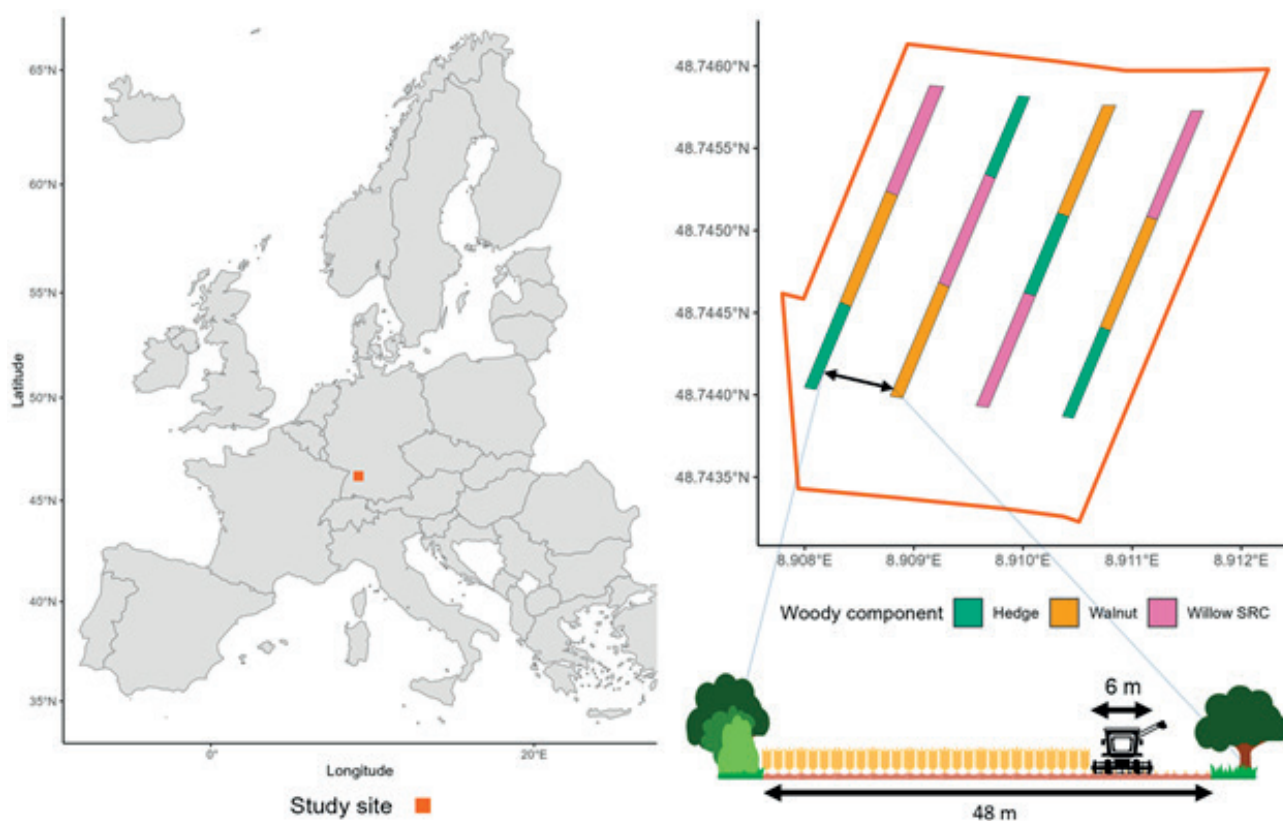 65°N
60°N
55°N
50°N
45°N
40°N
35°N
Latitude
0°
20°E
Longitude
Study site
48.7460°N
48.7455°N
48.7450°N
48.7445°N
48.7440°N
48.7435°N
8.908°E
8.909°E
8.910°E
8.911°E
8.912°E
Woody component Hedge Walnut Willow SRC
6 m
48 m